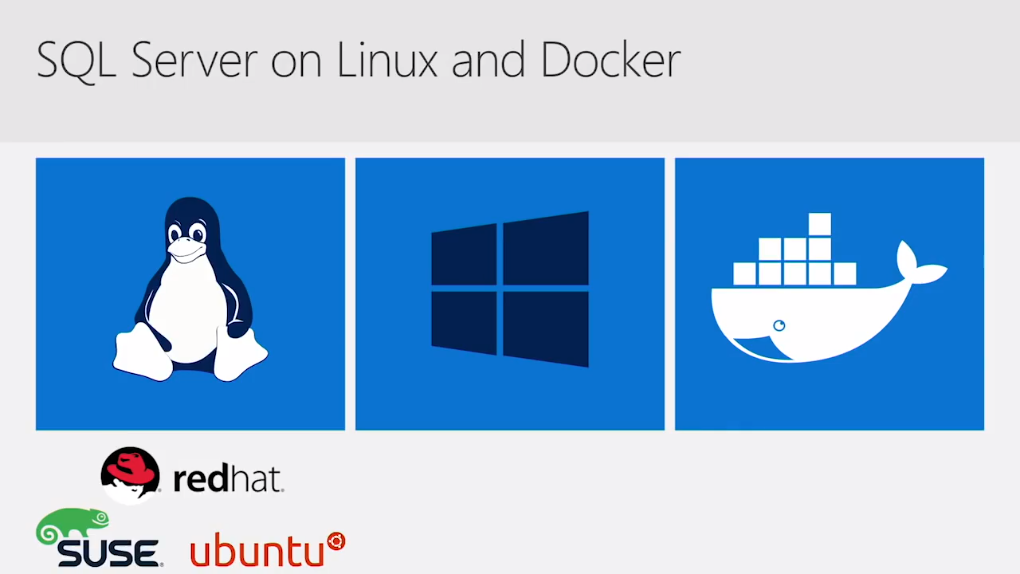 SQL Server on Linux and Docker
redhat.
SUSE.
ubuntu